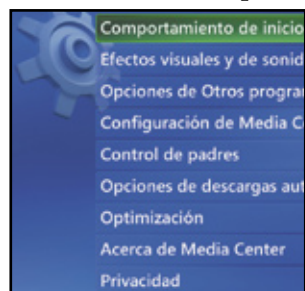 Comportamiento de inicio
Efectos visuales y de sonid
Opciones de Otros progra
Configuración de Media C
Control de padres
Opciones de descargas aut
Optimización
Acerca de Media Center
Privacidad